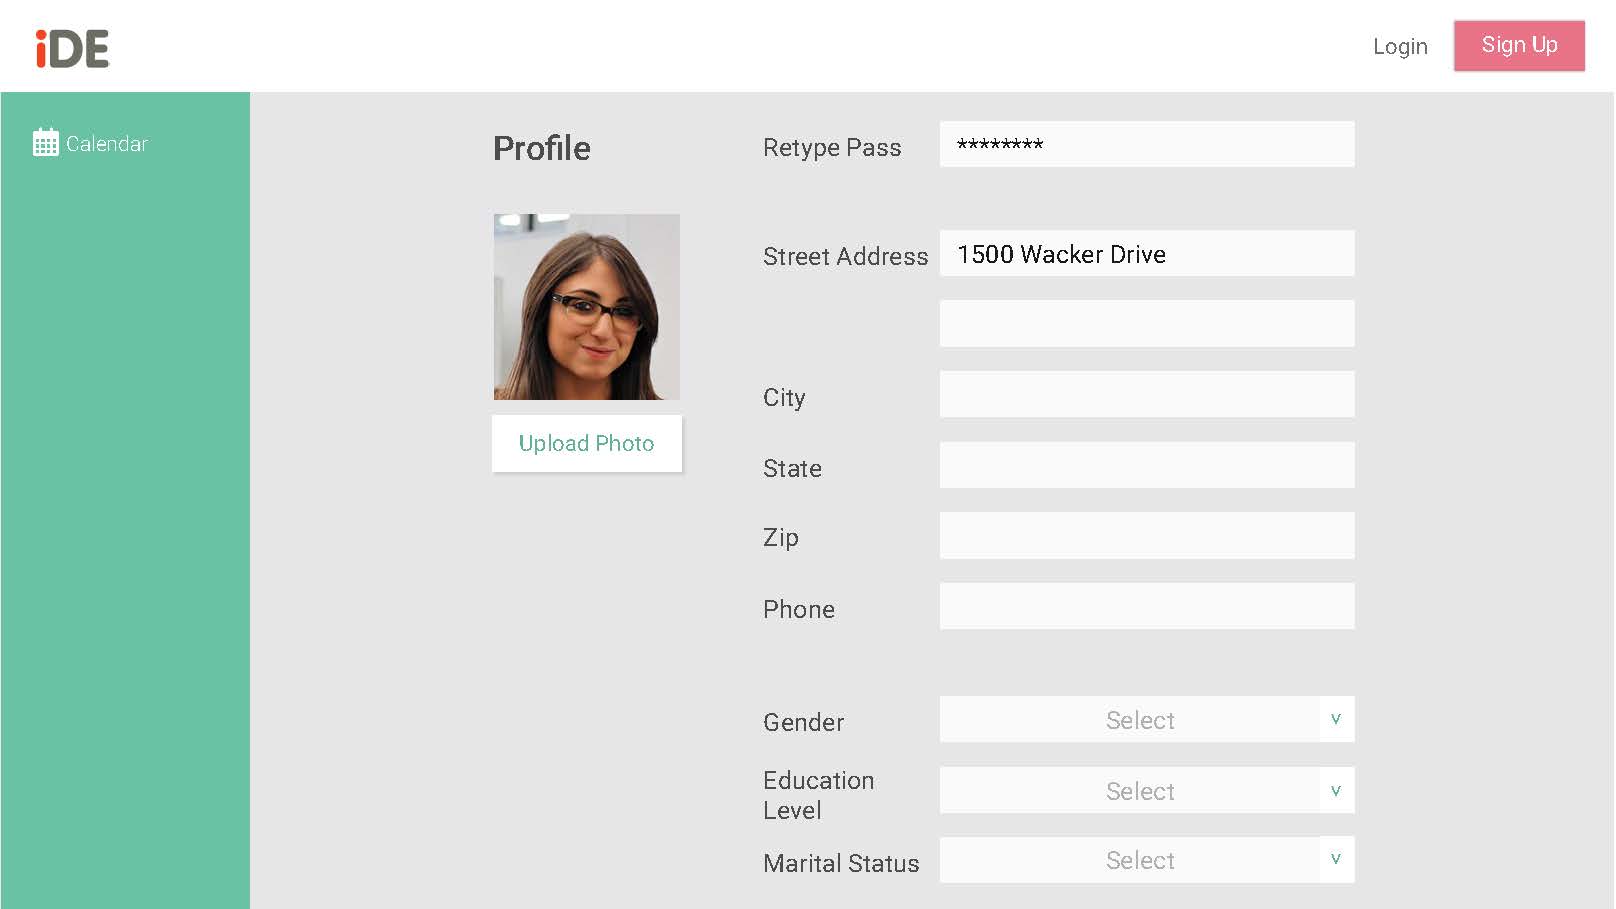 iDE
Login
Sign Up
Calendar
Profile
Retype Pass
********
Street Address
1500 Wacker Drive
Upload Photo
City
State
Zip
Phone
Gender
Select
v
Education
Level
Select
v
Marital Status
Select
v